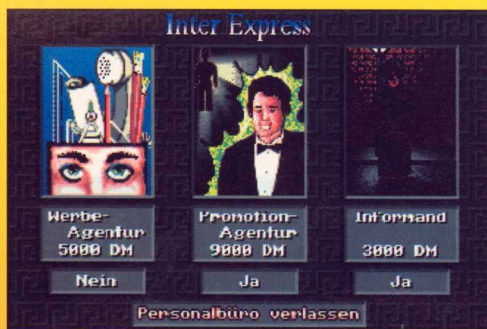 Inter Express
Werbe-
Agentur
5000 DM
Promotion-
Agentur
9000 DM
Informand
3000 DM
Nein
Ja
Ja
Personalbüro verlassen